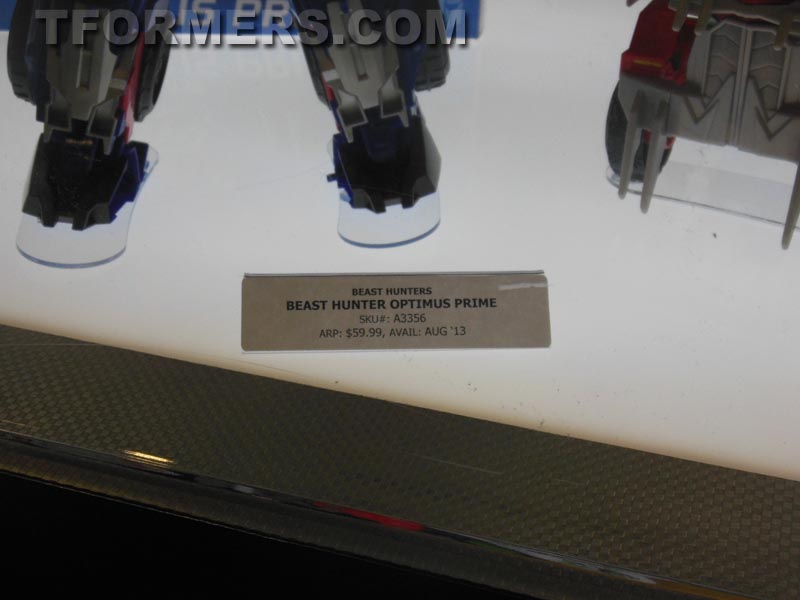 TFORMERS.COM
BEAST HUNTERS
BEAST HUNTER OPTIMUS PRIME
SKU#: A3356
ARP: $59.99, AVAIL: AUG '13